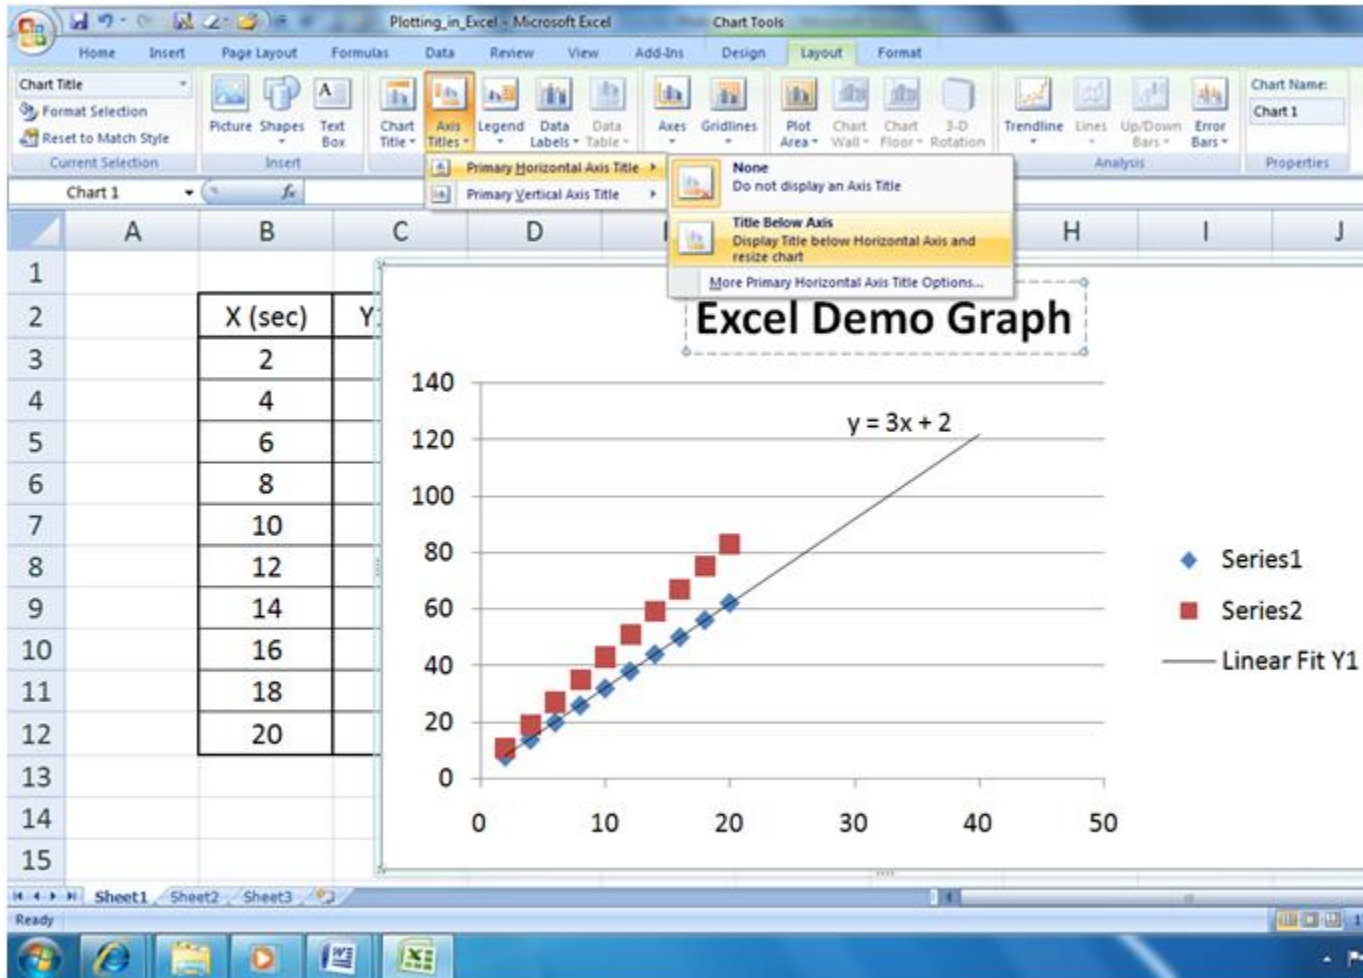 Plotting_in_Excel - Microsoft Excel
Chart Tools
Home Insert Page Layout Formulas Data Review View Add-Ins Design Layout Format
Chart Title
Format Selection
Reset to Match Style
Current Selection
Picture Shapes Text Box
Insert
Chart Title Axis Titles Legend Data Labels Data Table
Axes Gridlines
Plot Area Chart Wall Chart Floor 3-D Rotation
Trendline Lines Up/Down Bars Error Bars
Analysis
Chart Name:
Chart 1
Properties
Primary Horizontal Axis Title
Primary Vertical Axis Title
None
Do not display an Axis Title
Title Below Axis
Display Title below Horizontal Axis and
resize chart
More Primary Horizontal Axis Title Options...
Chart 1 fx
A B C D H I J
1
2 X (sec)
3 2
4 4
5 6
6 8
7 10
8 12
9 14
10 16
11 18
12 20
13
14
15
Excel Demo Graph
140
120
100
80
60
40
20
0
0 10 20 30 40 50
y = 3x + 2
Series1
Series2
Linear Fit Y1
Sheet1 Sheet2 Sheet3
Ready